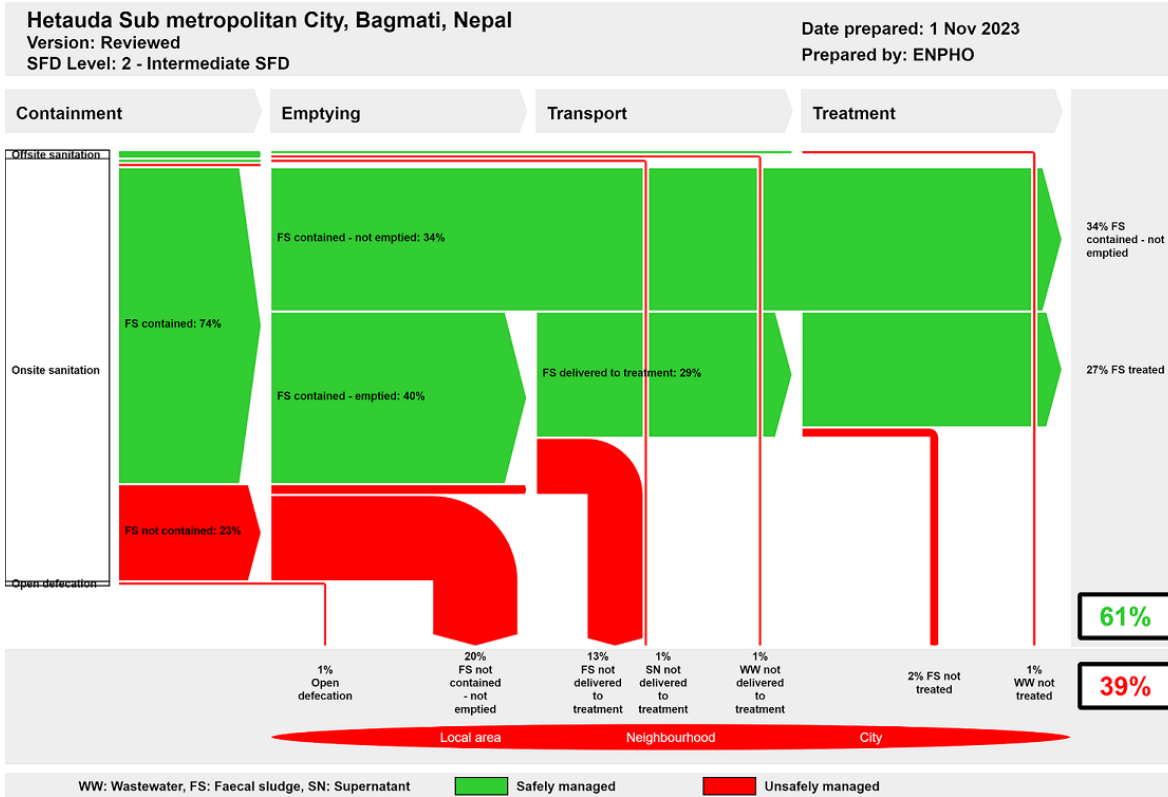 Hetauda Sub metropolitan City, Bagmati, Nepal
Version: Reviewed
SFD Level: 2 - Intermediate SFD
Date prepared: 1 Nov 2023
Prepared by: ENPHO
Containment
Emptying
Transport
Treatment
Offsite sanitation
FS contained - not emptied: 34%
34% FS
contained - not
emptied
FS contained: 74%
Onsite sanitation
FS contained - emptied: 40%
FS delivered to treatment: 29%
27% FS treated
FS not contained: 23%
Open defecation
61%
1%
Open
defecation
20%
FS not
contained
- not
emptied
13%
FS not
delivered
to
treatment
1%
SN not
delivered
to
treatment
1%
WW not
delivered
to
treatment
2% FS not
treated
1%
WW not
treated
39%
Local area
Neighbourhood
City
WW: Wastewater, FS: Faecal sludge, SN: Supernatant
Safely managed
Unsafely managed